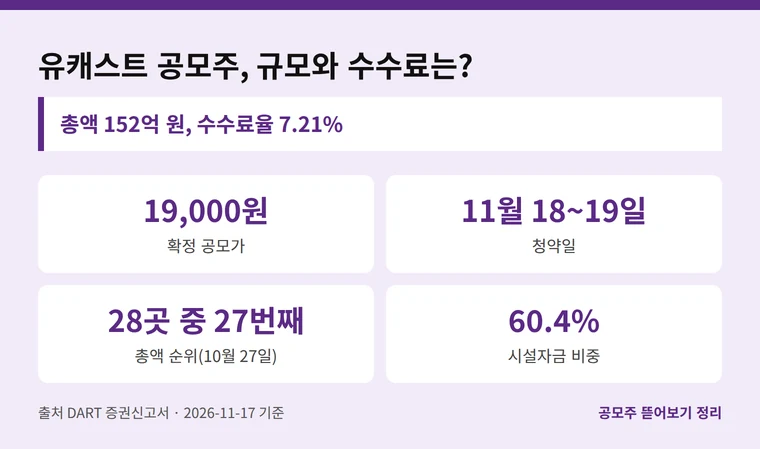 유캐스트 공모주, 규모와 수수료는?
총액 152억 원, 수수료율 7.21%
19,000원
확정 공모가
11월 18~19일
청약일
28곳 중 27번째
총액 순위(10월 27일)
60.4%
시설자금 비중
출처 DART 증권신고서 · 2026-11-17 기준
공모주 뜯어보기 정리